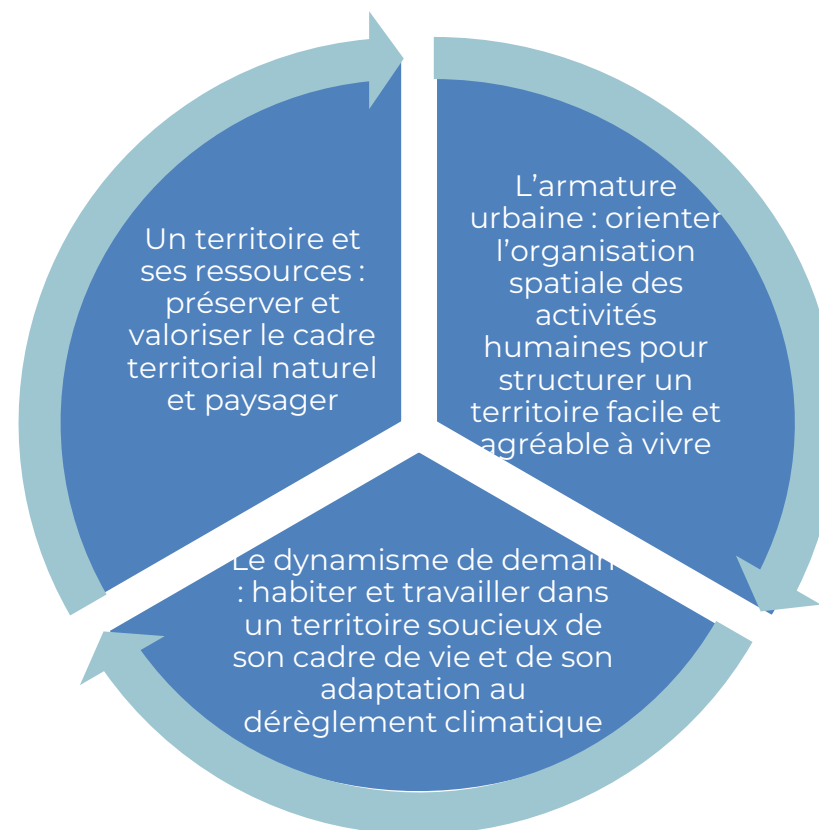 Un territoire et
ses ressources :
préserver et
valoriser le cadre
territorial naturel
et paysager
L’armature
urbaine : orienter
l’organisation
spatiale des
activités
humaines pour
structurer un
territoire facile et
agréable à vivre
Le dynamisme de demain
: habiter et travailler dans
un territoire soucieux de
son cadre de vie et de son
adaptation au
dérèglement climatique